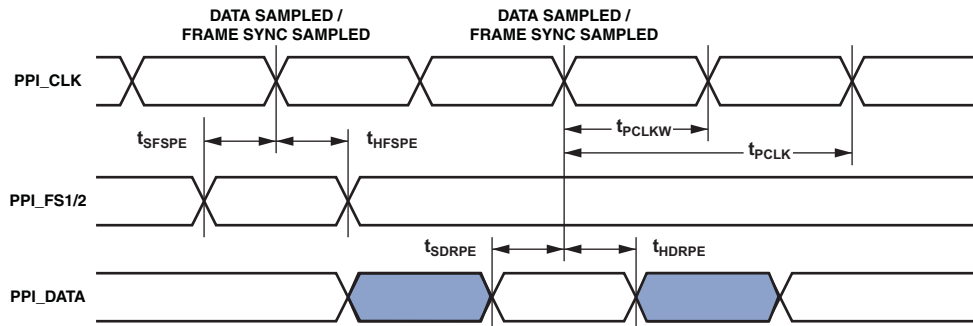 DATA SAMPLED /
FRAME SYNC SAMPLED
DATA SAMPLED /
FRAME SYNC SAMPLED
PPI_CLK
tSFSPE
tHFSPE
tPCLKW
tPCLK
PPI_FS1/2
tSDRPE
tHDRPE
PPI_DATA